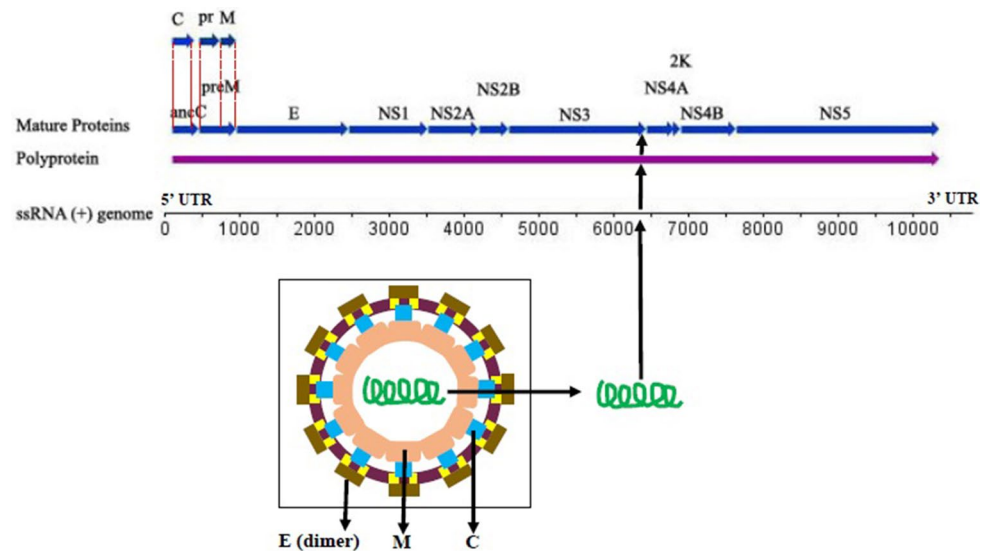 C pr M
2K
NS2B NS4A
preM
ancC E NS1 NS2A NS3 NS4B NS5
Mature Proteins
Polyprotein
5’ UTR 3’ UTR
ssRNA (+) genome
0 1000 2000 3000 4000 5000 6000 7000 8000 9000 10000
E (dimer) M C